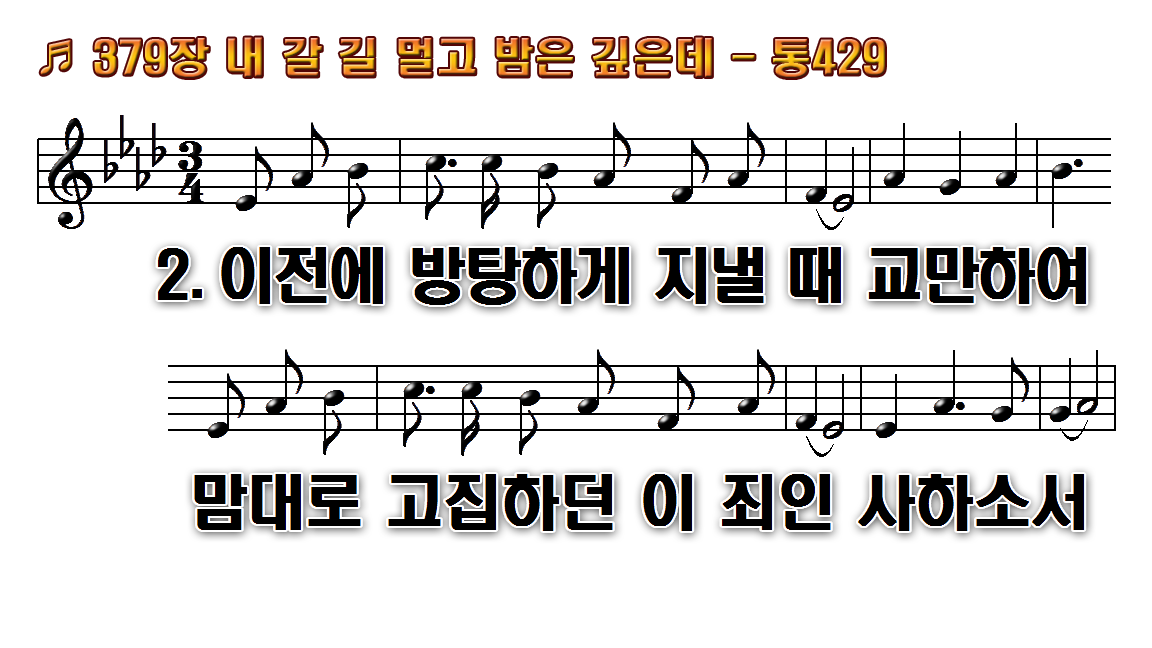 ♬ 379장 내 갈 길 멀고 밤은 깊은데 - 통429
3
4
2. 이전에 방탕하게 지낼 때 교만하여
맘대로 고집하던 이 죄인 사하소서